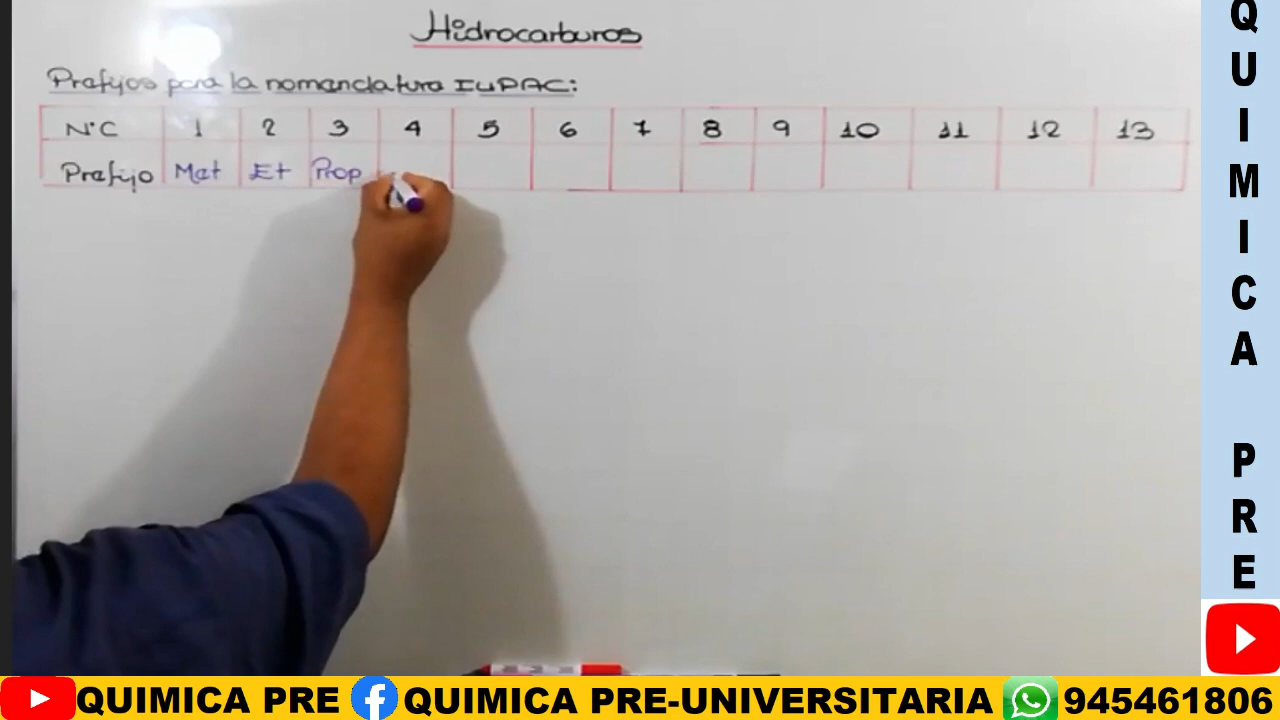 Hidrocarburos
Prefijos para la nomenclatura IUPAC:
N°C 1 2 3 4 5 6 7 8 9 10 11 12 13
Prefijo Met Et Prop
QUIMICA PRE
QUIMICA PRE QUIMICA PRE-UNIVERSITARIA 945461806